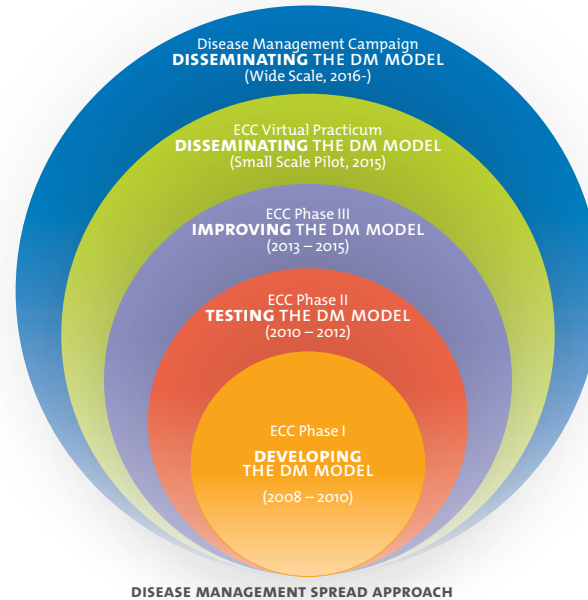 Disease Management Campaign
DISSEMINATING THE DM MODEL
(Wide Scale, 2016-)
ECC Virtual Practicum
DISSEMINATING THE DM MODEL
(Small Scale Pilot, 2015)
ECC Phase III
IMPROVING THE DM MODEL
(2013 – 2015)
ECC Phase II
TESTING THE DM MODEL
(2010 – 2012)
ECC Phase I
DEVELOPING
THE DM MODEL
(2008 – 2010)
DISEASE MANAGEMENT SPREAD APPROACH